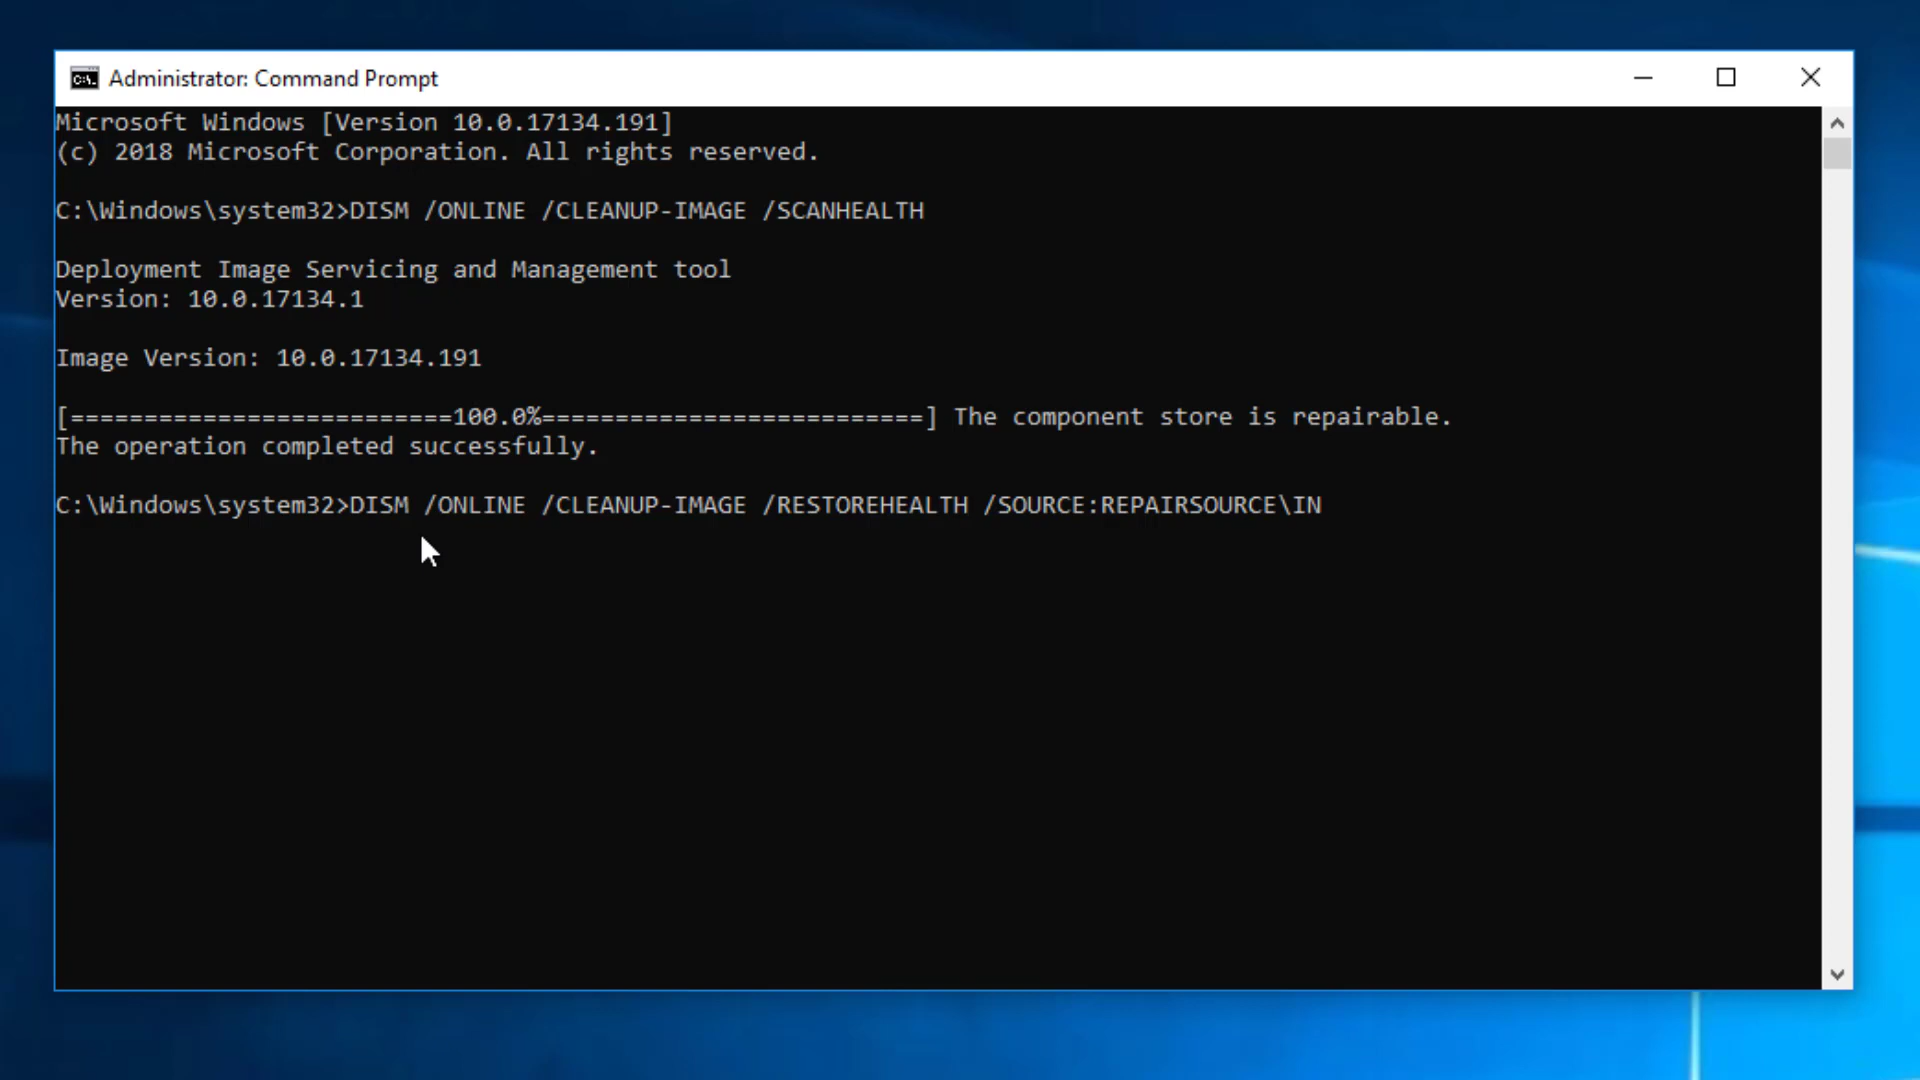 Administrator: Command Prompt
Microsoft Windows [Version 10.0.17134.191]
(c) 2018 Microsoft Corporation. All rights reserved.
C:\Windows\system32>DISM /ONLINE /CLEANUP-IMAGE /SCANHEALTH
Deployment Image Servicing and Management tool
Version: 10.0.17134.1
Image Version: 10.0.17134.191
[==========================100.0%==========================] The component store is repairable.
The operation completed successfully.
C:\Windows\system32>DISM /ONLINE /CLEANUP-IMAGE /RESTOREHEALTH /SOURCE:REPAIRSOURCE\IN